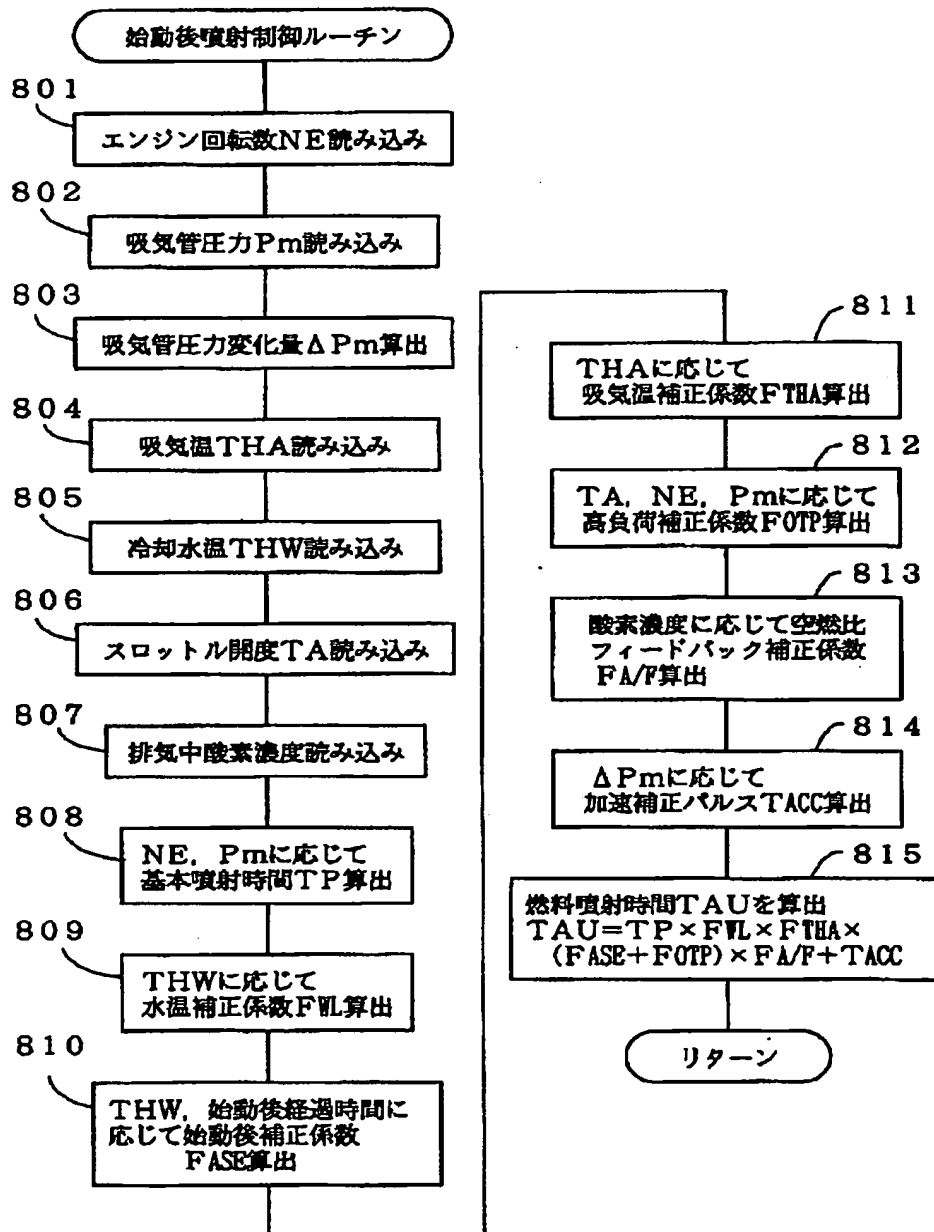 始動後噴射制御ルーチン
801
エンジン回転数NE読み込み
802
吸気管圧力Pm読み込み
803
吸気管圧力変化量ΔPm算出
804
吸気温THA読み込み
805
冷却水温THW読み込み
806
スロットル開度TA読み込み
807
排気中酸素濃度読み込み
808
NE,Pmに応じて
基本噴射時間TP算出
809
THWに応じて
水温補正係数FWL算出
810
THW,始動後経過時間に
応じて始動後補正係数
FASE算出
811
THAに応じて
吸気温補正係数FTHA算出
812
TA,NE,Pmに応じて
高負荷補正係数FOTP算出
813
酸素濃度に応じて空燃比
フィードバック補正係数
FA/F算出
814
ΔPmに応じて
加速補正パルスTACC算出
815
燃料噴射時間TAUを算出
TAU=TP×FWL×FTHA×
(FASE+FOTP)×FA/F+TACC
リターン